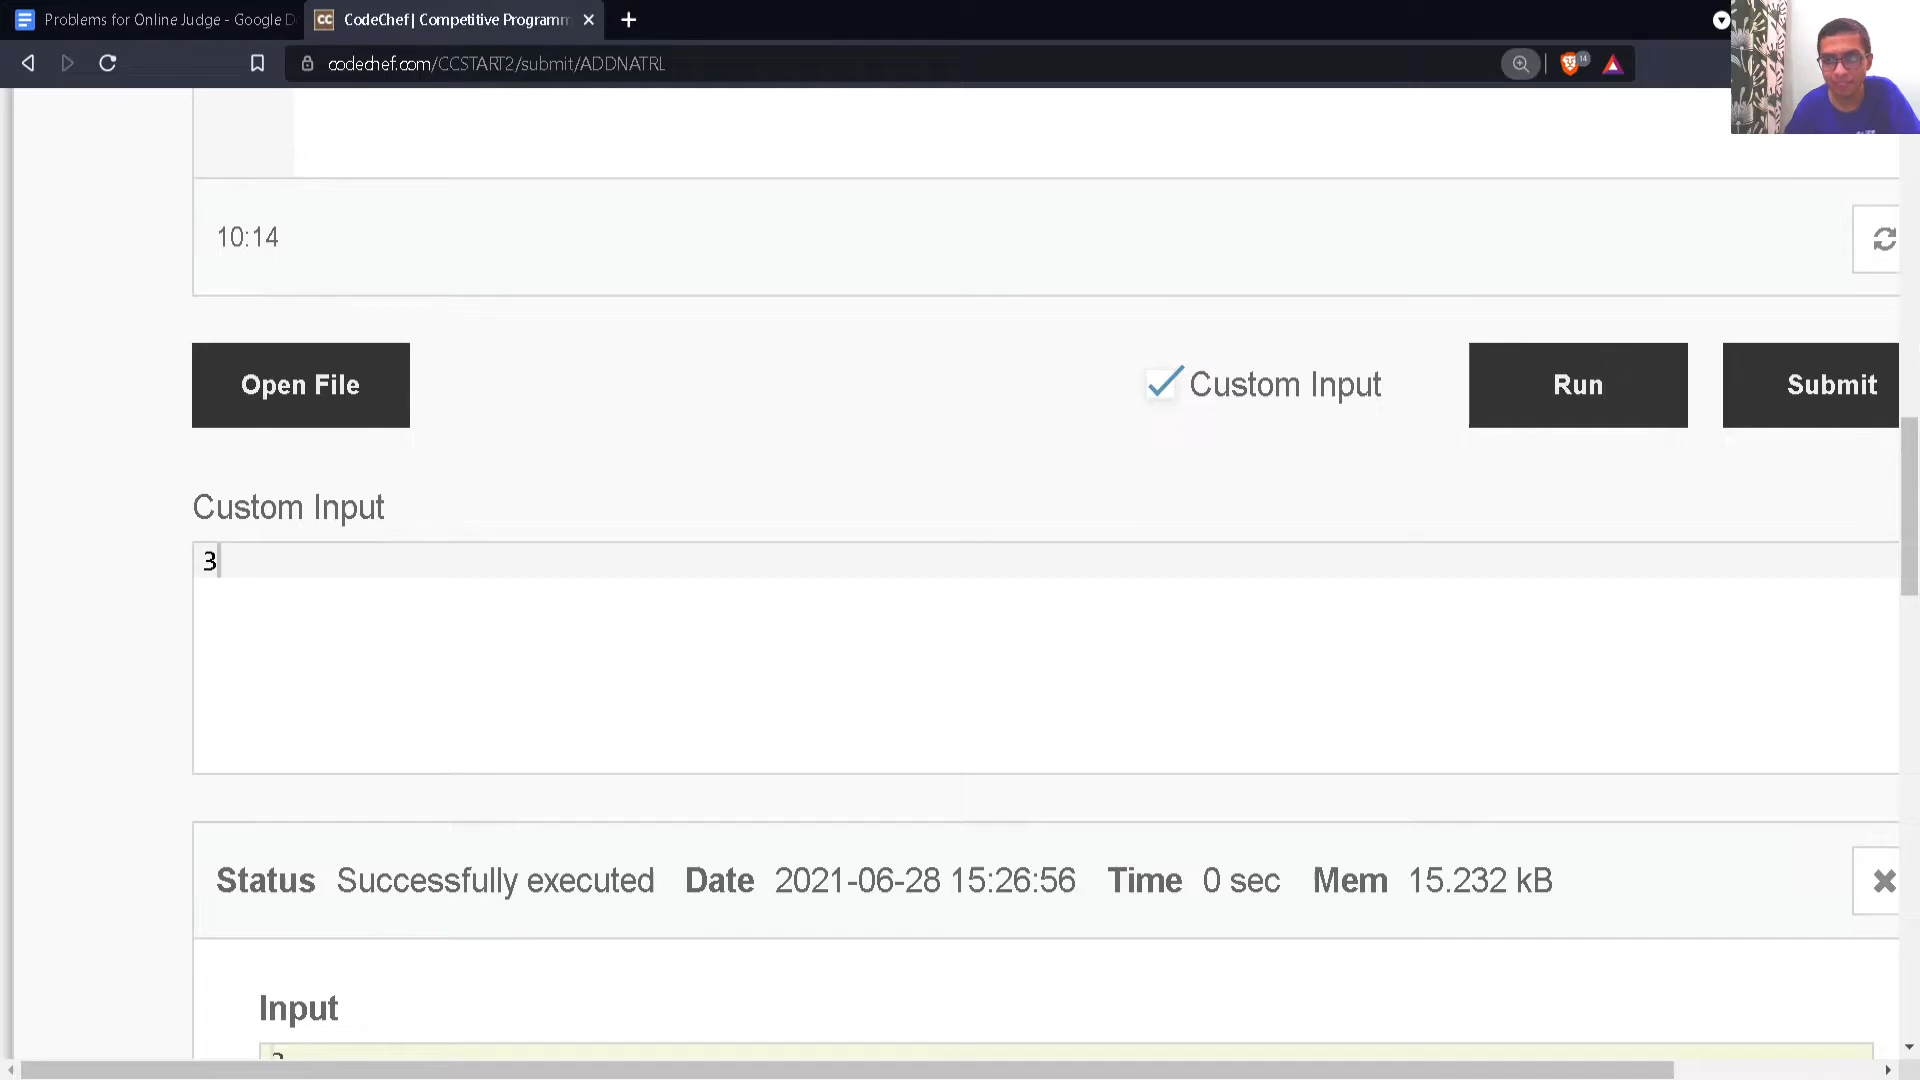 Problems for Online Judge - Google D
CC CodeChef | Competitive Programm
codechef.com/CCSTART2/submit/ADDNATRL
14
10:14
Open File
Custom Input
Run
Submit
Custom Input
3
Status Successfully executed Date 2021-06-28 15:26:56 Time 0 sec Mem 15.232 kB
Input